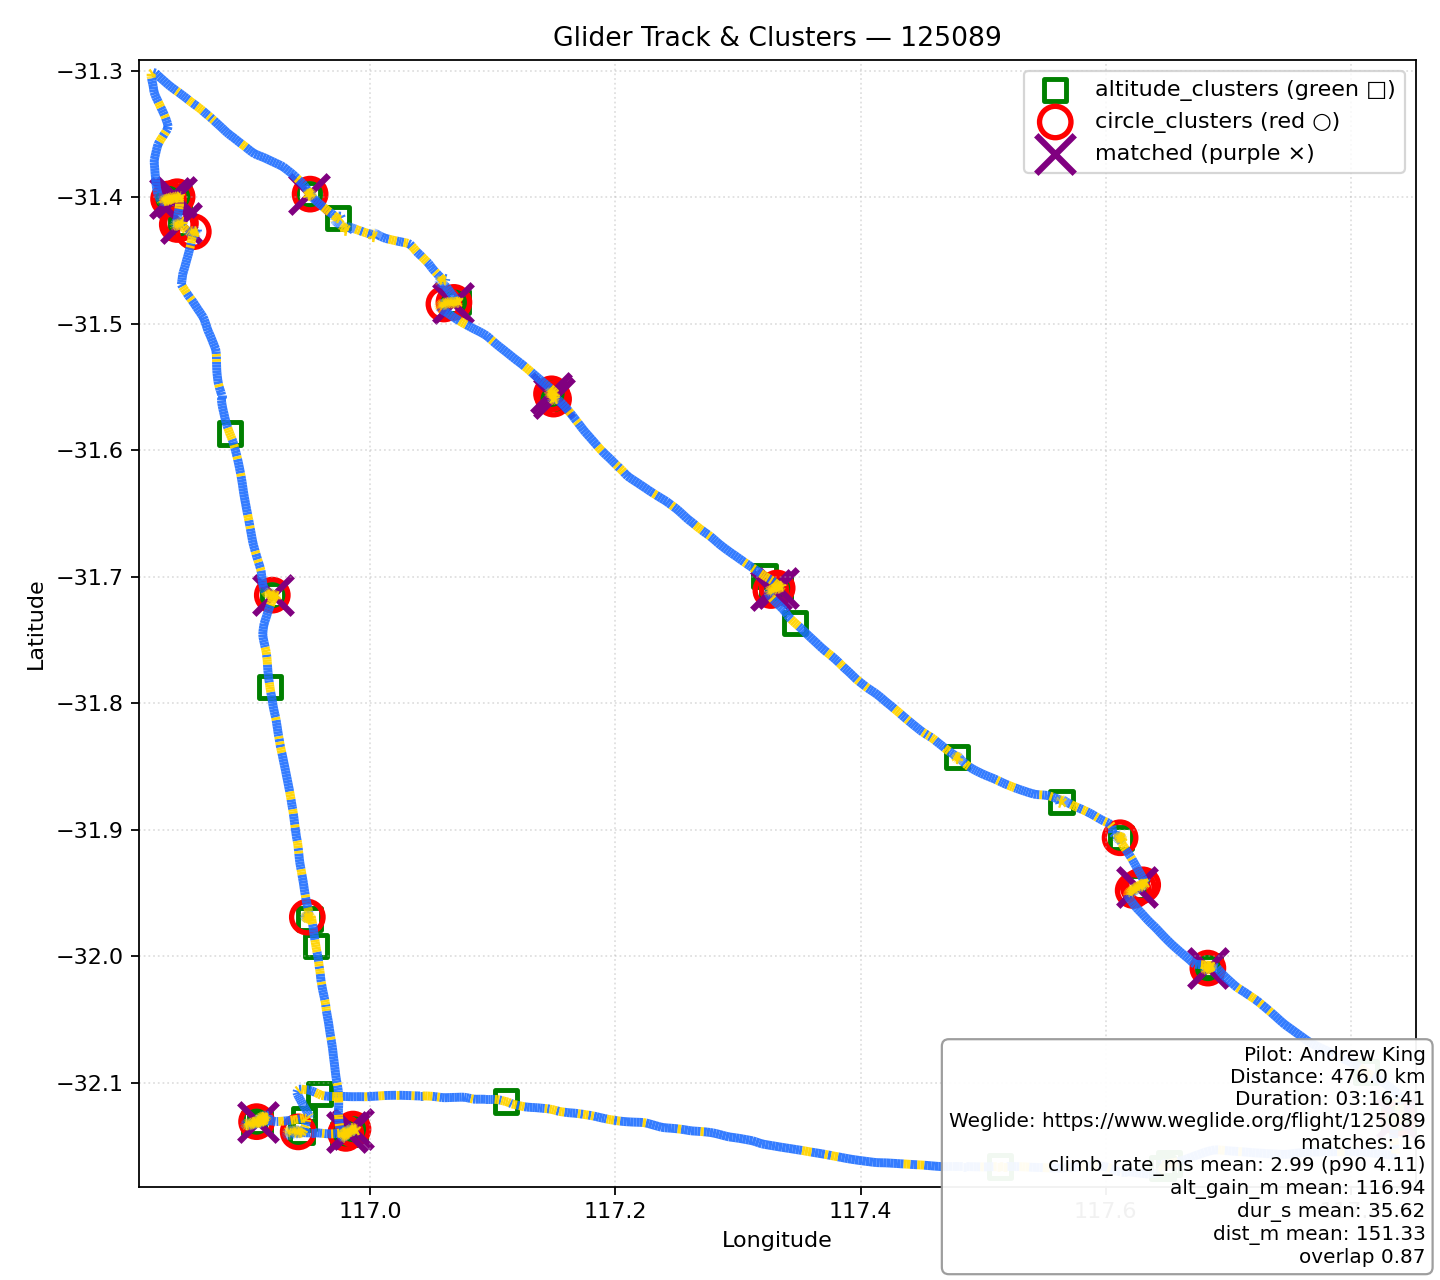 Glider Track & Clusters — 125089
altitude_clusters (green □)
circle_clusters (red ○)
matched (purple ×)
Latitude
−31.3
−31.4
−31.5
−31.6
−31.7
−31.8
−31.9
−32.0
−32.1
117.0
117.2
117.4
117.6
Longitude
Pilot: Andrew King
Distance: 476.0 km
Duration: 03:16:41
Weglide: https://www.weglide.org/flight/125089
matches: 16
climb_rate_ms mean: 2.99 (p90 4.11)
alt_gain_m mean: 116.94
dur_s mean: 35.62
dist_m mean: 151.33
overlap 0.87